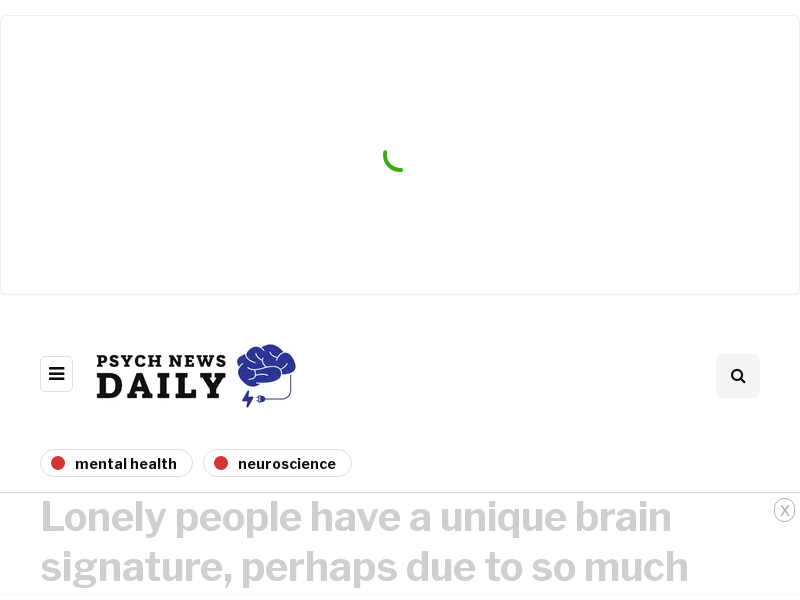 PSYCH NEWS
DAILY
mental health
neuroscience
Lonely people have a unique brain
signature, perhaps due to so much
X